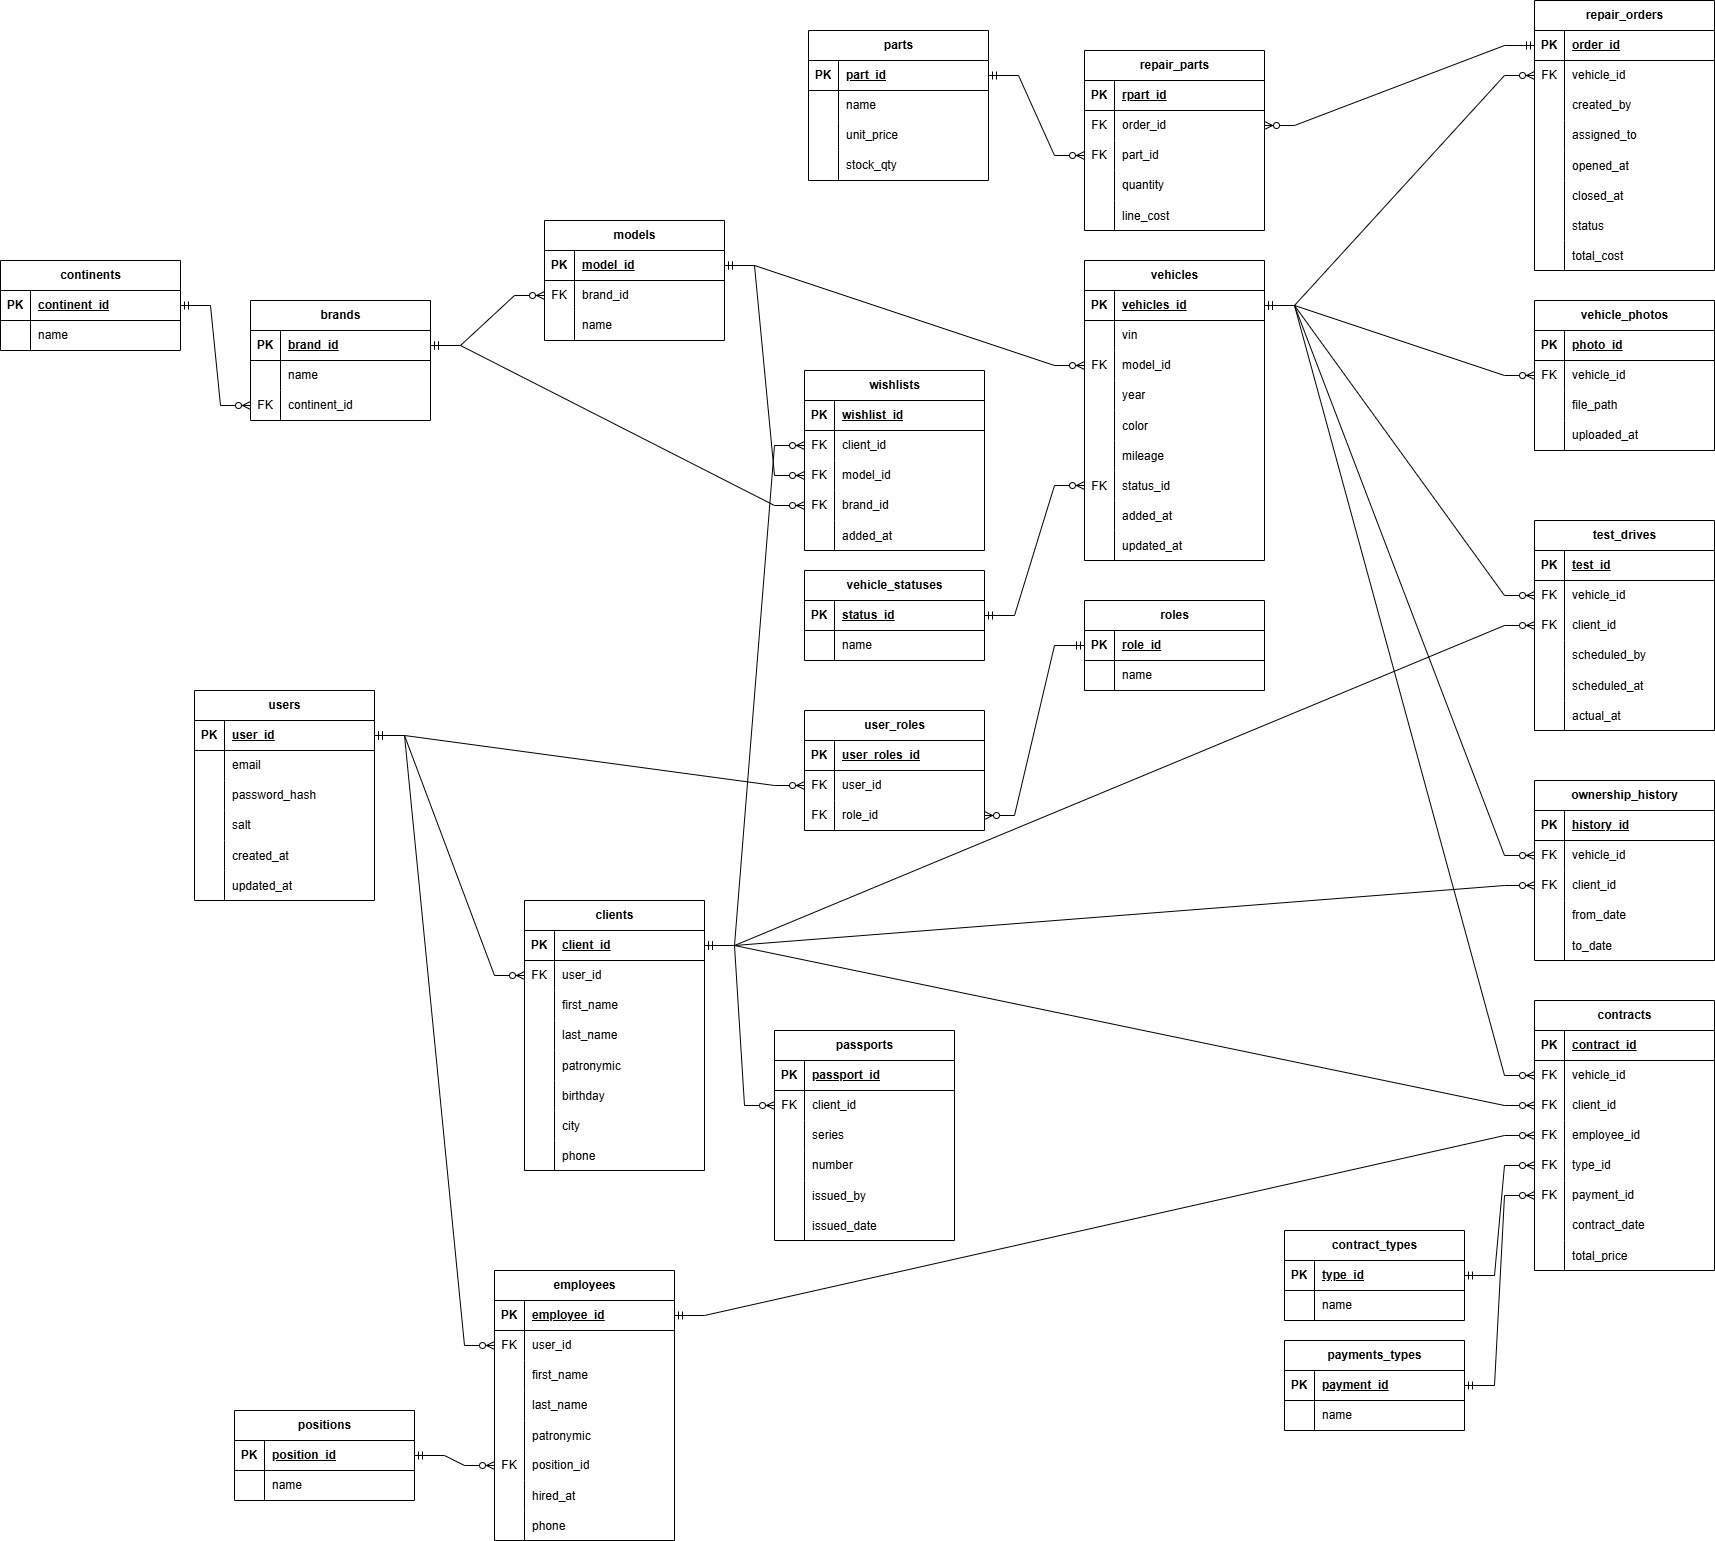 repair_orders
PK order_id
FK vehicle_id
created_by
assigned_to
opened_at
closed_at
status
total_cost
parts
PK part_id
name
unit_price
stock_qty
repair_parts
PK rpart_id
FK order_id
FK part_id
quantity
line_cost
models
PK model_id
FK brand_id
name
continents
PK continent_id
name
brands
PK brand_id
name
FK continent_id
vehicles
PK vehicles_id
vin
FK model_id
year
color
mileage
FK status_id
added_at
updated_at
vehicle_photos
PK photo_id
FK vehicle_id
file_path
uploaded_at
wishlists
PK wishlist_id
FK client_id
FK model_id
FK brand_id
added_at
vehicle_statuses
PK status_id
name
test_drives
PK test_id
FK vehicle_id
FK client_id
scheduled_by
scheduled_at
actual_at
roles
PK role_id
name
users
PK user_id
email
password_hash
salt
created_at
updated_at
user_roles
PK user_roles_id
FK user_id
FK role_id
ownership_history
PK history_id
FK vehicle_id
FK client_id
from_date
to_date
clients
PK client_id
FK user_id
first_name
last_name
patronymic
birthday
city
phone
passports
PK passport_id
FK client_id
series
number
issued_by
issued_date
contracts
PK contract_id
FK vehicle_id
FK client_id
FK employee_id
FK type_id
FK payment_id
contract_date
total_price
contract_types
PK type_id
name
employees
PK employee_id
FK user_id
first_name
last_name
patronymic
FK position_id
hired_at
phone
payments_types
PK payment_id
name
positions
PK position_id
name